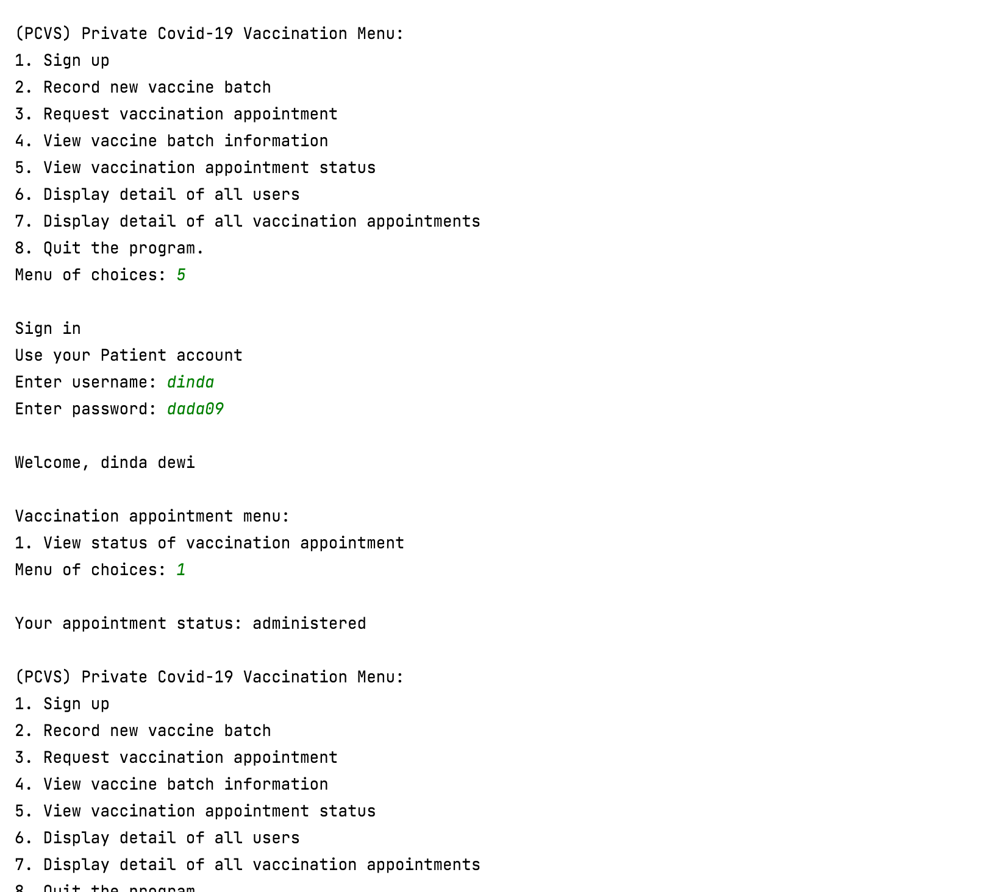 (PCVS) Private Covid-19 Vaccination Menu:
1. Sign up
2. Record new vaccine batch
3. Request vaccination appointment
4. View vaccine batch information
5. View vaccination appointment status
6. Display detail of all users
7. Display detail of all vaccination appointments
8. Quit the program.
Menu of choices: 5
Sign in
Use your Patient account
Enter username: dinda
Enter password: dada09
Welcome, dinda dewi
Vaccination appointment menu:
1. View status of vaccination appointment
Menu of choices: 1
Your appointment status: administered
(PCVS) Private Covid-19 Vaccination Menu:
1. Sign up
2. Record new vaccine batch
3. Request vaccination appointment
4. View vaccine batch information
5. View vaccination appointment status
6. Display detail of all users
7. Display detail of all vaccination appointments
8. Quit the program.